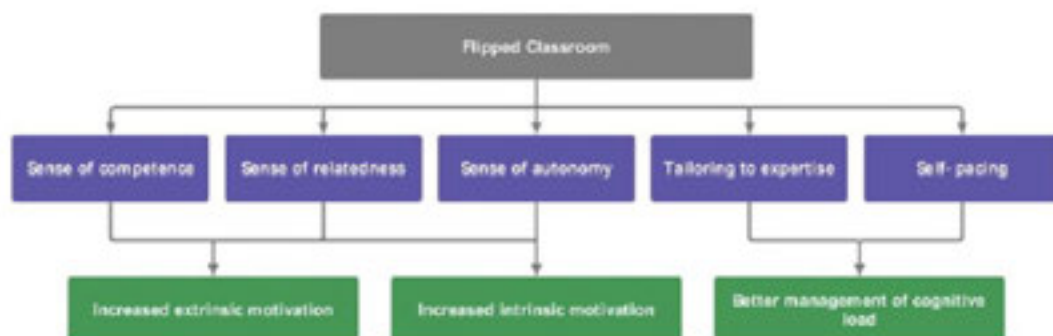 Flipped Classroom
Sense of competence
Sense of relatedness
Sense of autonomy
Tailoring to expertise
Self- pacing
Increased extrinsic motivation
Increased intrinsic motivation
Better management of cognitive
load